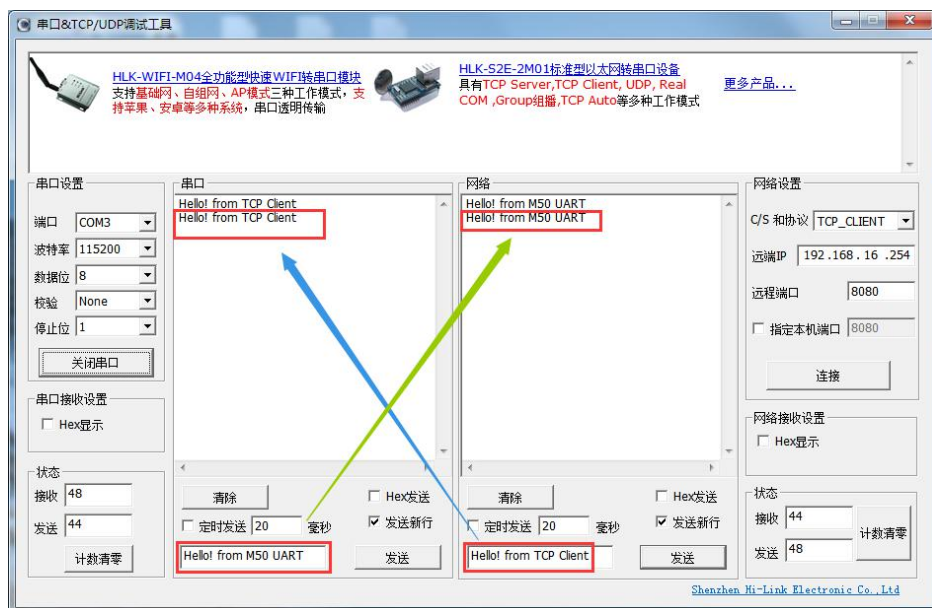 串口&TCP/UDP调试工具
HLK-WIFI-M04全功能型快速WIFI转串口模块
支持基础网、自组网、AP模式三种工作模式，支
持苹果、安卓等多种系统，串口透明传输
HLK-S2E-2M01标准型以太网转串口设备
具有TCP Server,TCP Client, UDP, Real
COM ,Group组播,TCP Auto等多种工作模式
更多产品...
串口设置
端口 COM3
波特率 115200
数据位 8
校验 None
停止位 1
关闭串口
串口接收设置
Hex显示
状态
接收 48
发送 44
计数清零
串口
Hello! from TCP Client
Hello! from TCP Client
清除
Hex发送
定时发送 20 毫秒
发送新行
Hello! from M50 UART
发送
网络
Hello! from M50 UART
Hello! from M50 UART
清除
Hex发送
定时发送 20 毫秒
发送新行
Hello! from TCP Client
发送
网络设置
C/S 和协议 TCP_CLIENT
远端IP 192.168. 16 .254
远程端口 8080
指定本机端口 8080
连接
网络接收设置
Hex显示
状态
接收 44
发送 48
计数清零
Shenzhen Hi-Link Electronic Co.,Ltd